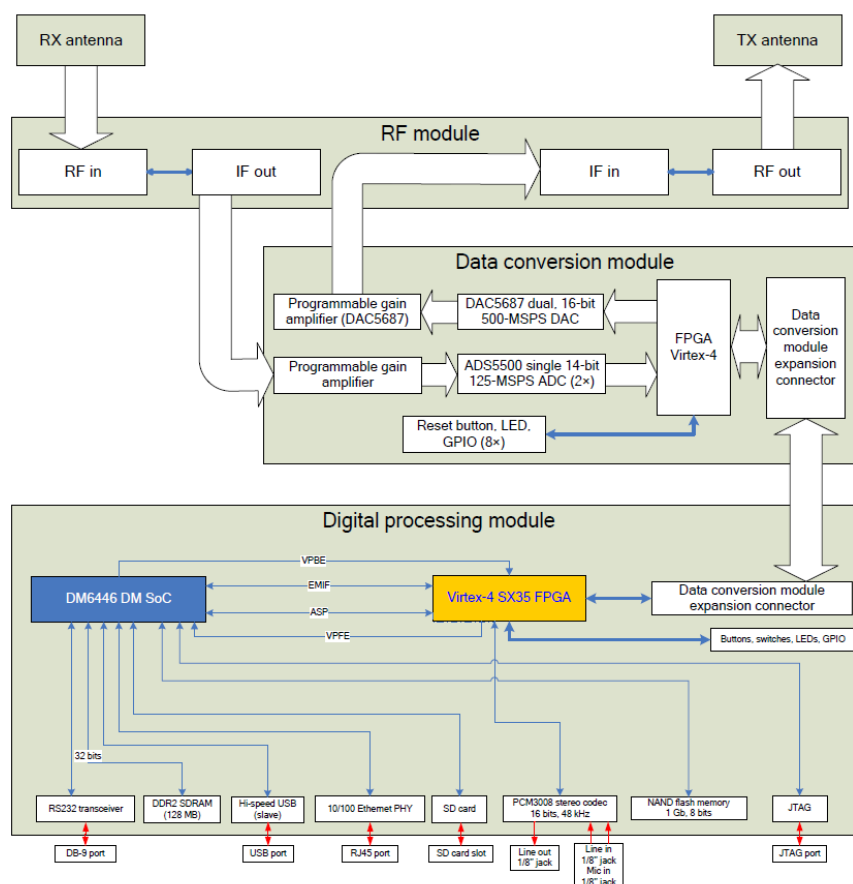 RX antenna
TX antenna
RF module
RF in
IF out
IF in
RF out
Data conversion module
Programmable gain
amplifier (DAC5687)
DAC5687 dual, 16-bit
500-MSPS DAC
FPGA
Virtex-4
Data
conversion
module
expansion
connector
Programmable gain
amplifier
ADS5500 single 14-bit
125-MSPS ADC (2×)
Reset button, LED,
GPIO (8×)
Digital processing module
VPBE
DM6446 DM SoC
EMIF
Virtex-4 SX35 FPGA
Data conversion module
expansion connector
ASP
VPFE
Buttons, switches, LEDs, GPIO
32 bits
RS232 transceiver
DDR2 SDRAM
(128 MB)
Hi-speed USB
(slave)
10/100 Ethernet PHY
SD card
PCM3008 stereo codec
16 bits, 48 kHz
NAND flash memory
1 Gb, 8 bits
JTAG
DB-9 port
USB port
RJ45 port
SD card slot
Line out
1/8" jack
Line in
1/8" jack
Mic in
1/8" jack
JTAG port